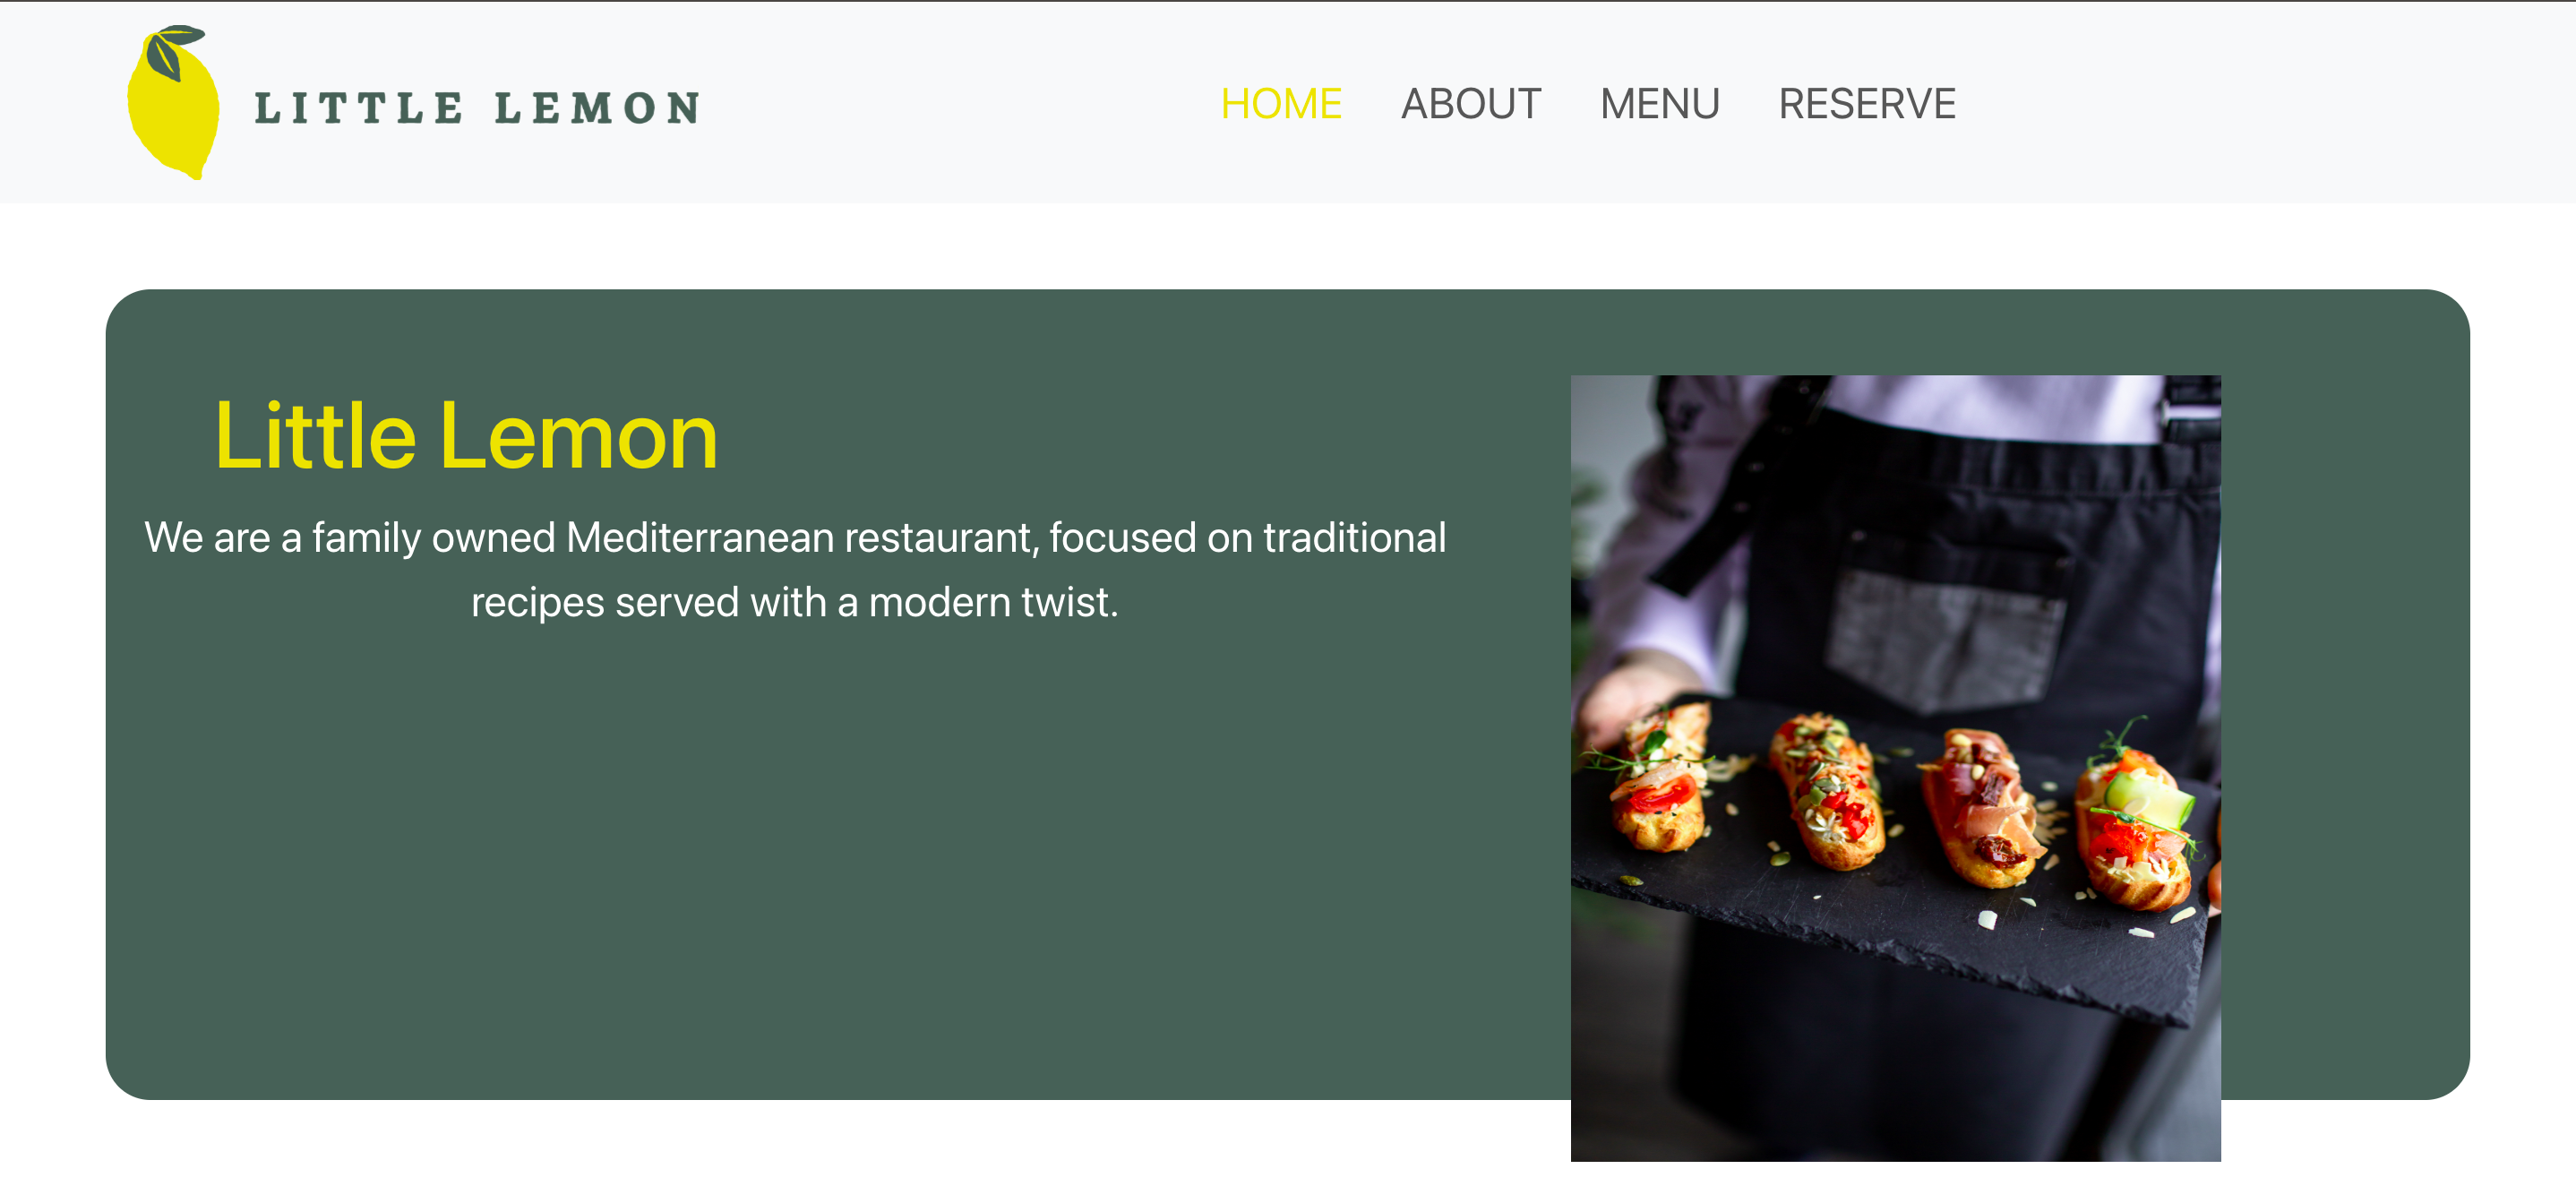 LITTLE LEMON
HOME ABOUT MENU RESERVE
Little Lemon
We are a family owned Mediterranean restaurant, focused on traditional
recipes served with a modern twist.